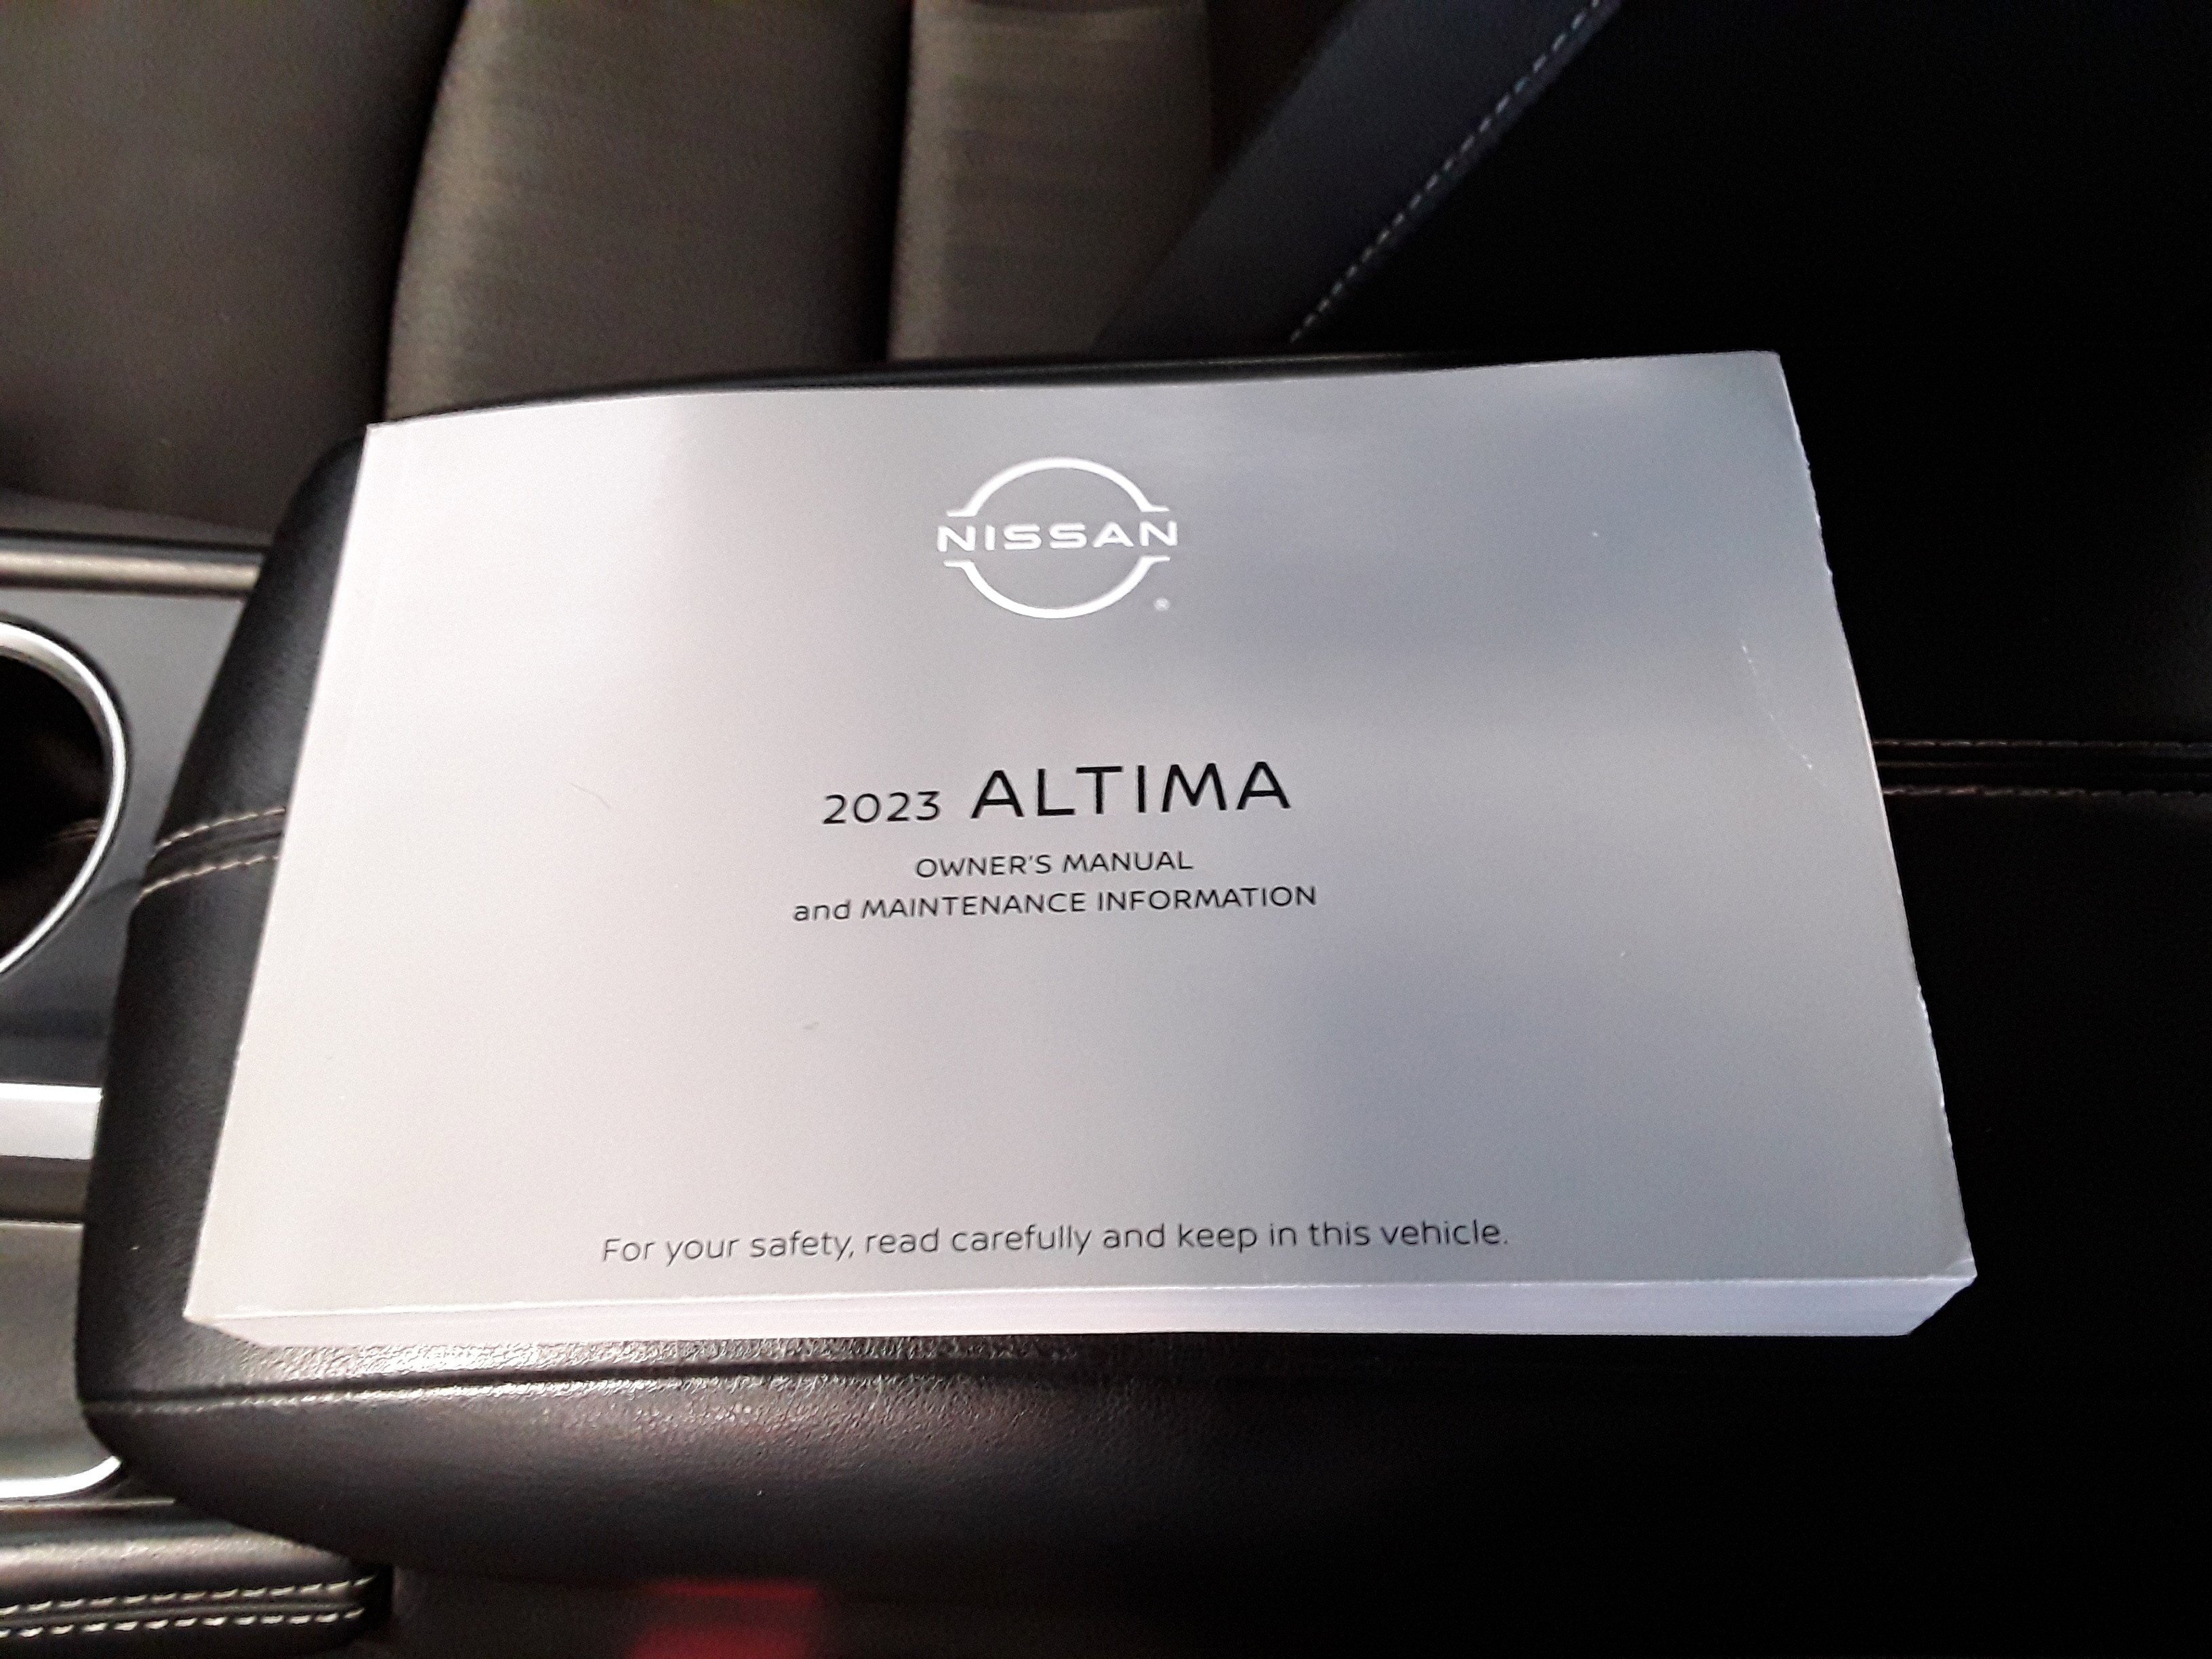 NISSAN
®
2023 ALTIMA
OWNER'S MANUAL
and MAINTENANCE INFORMATION
For your safety, read carefully and keep in this vehicle.